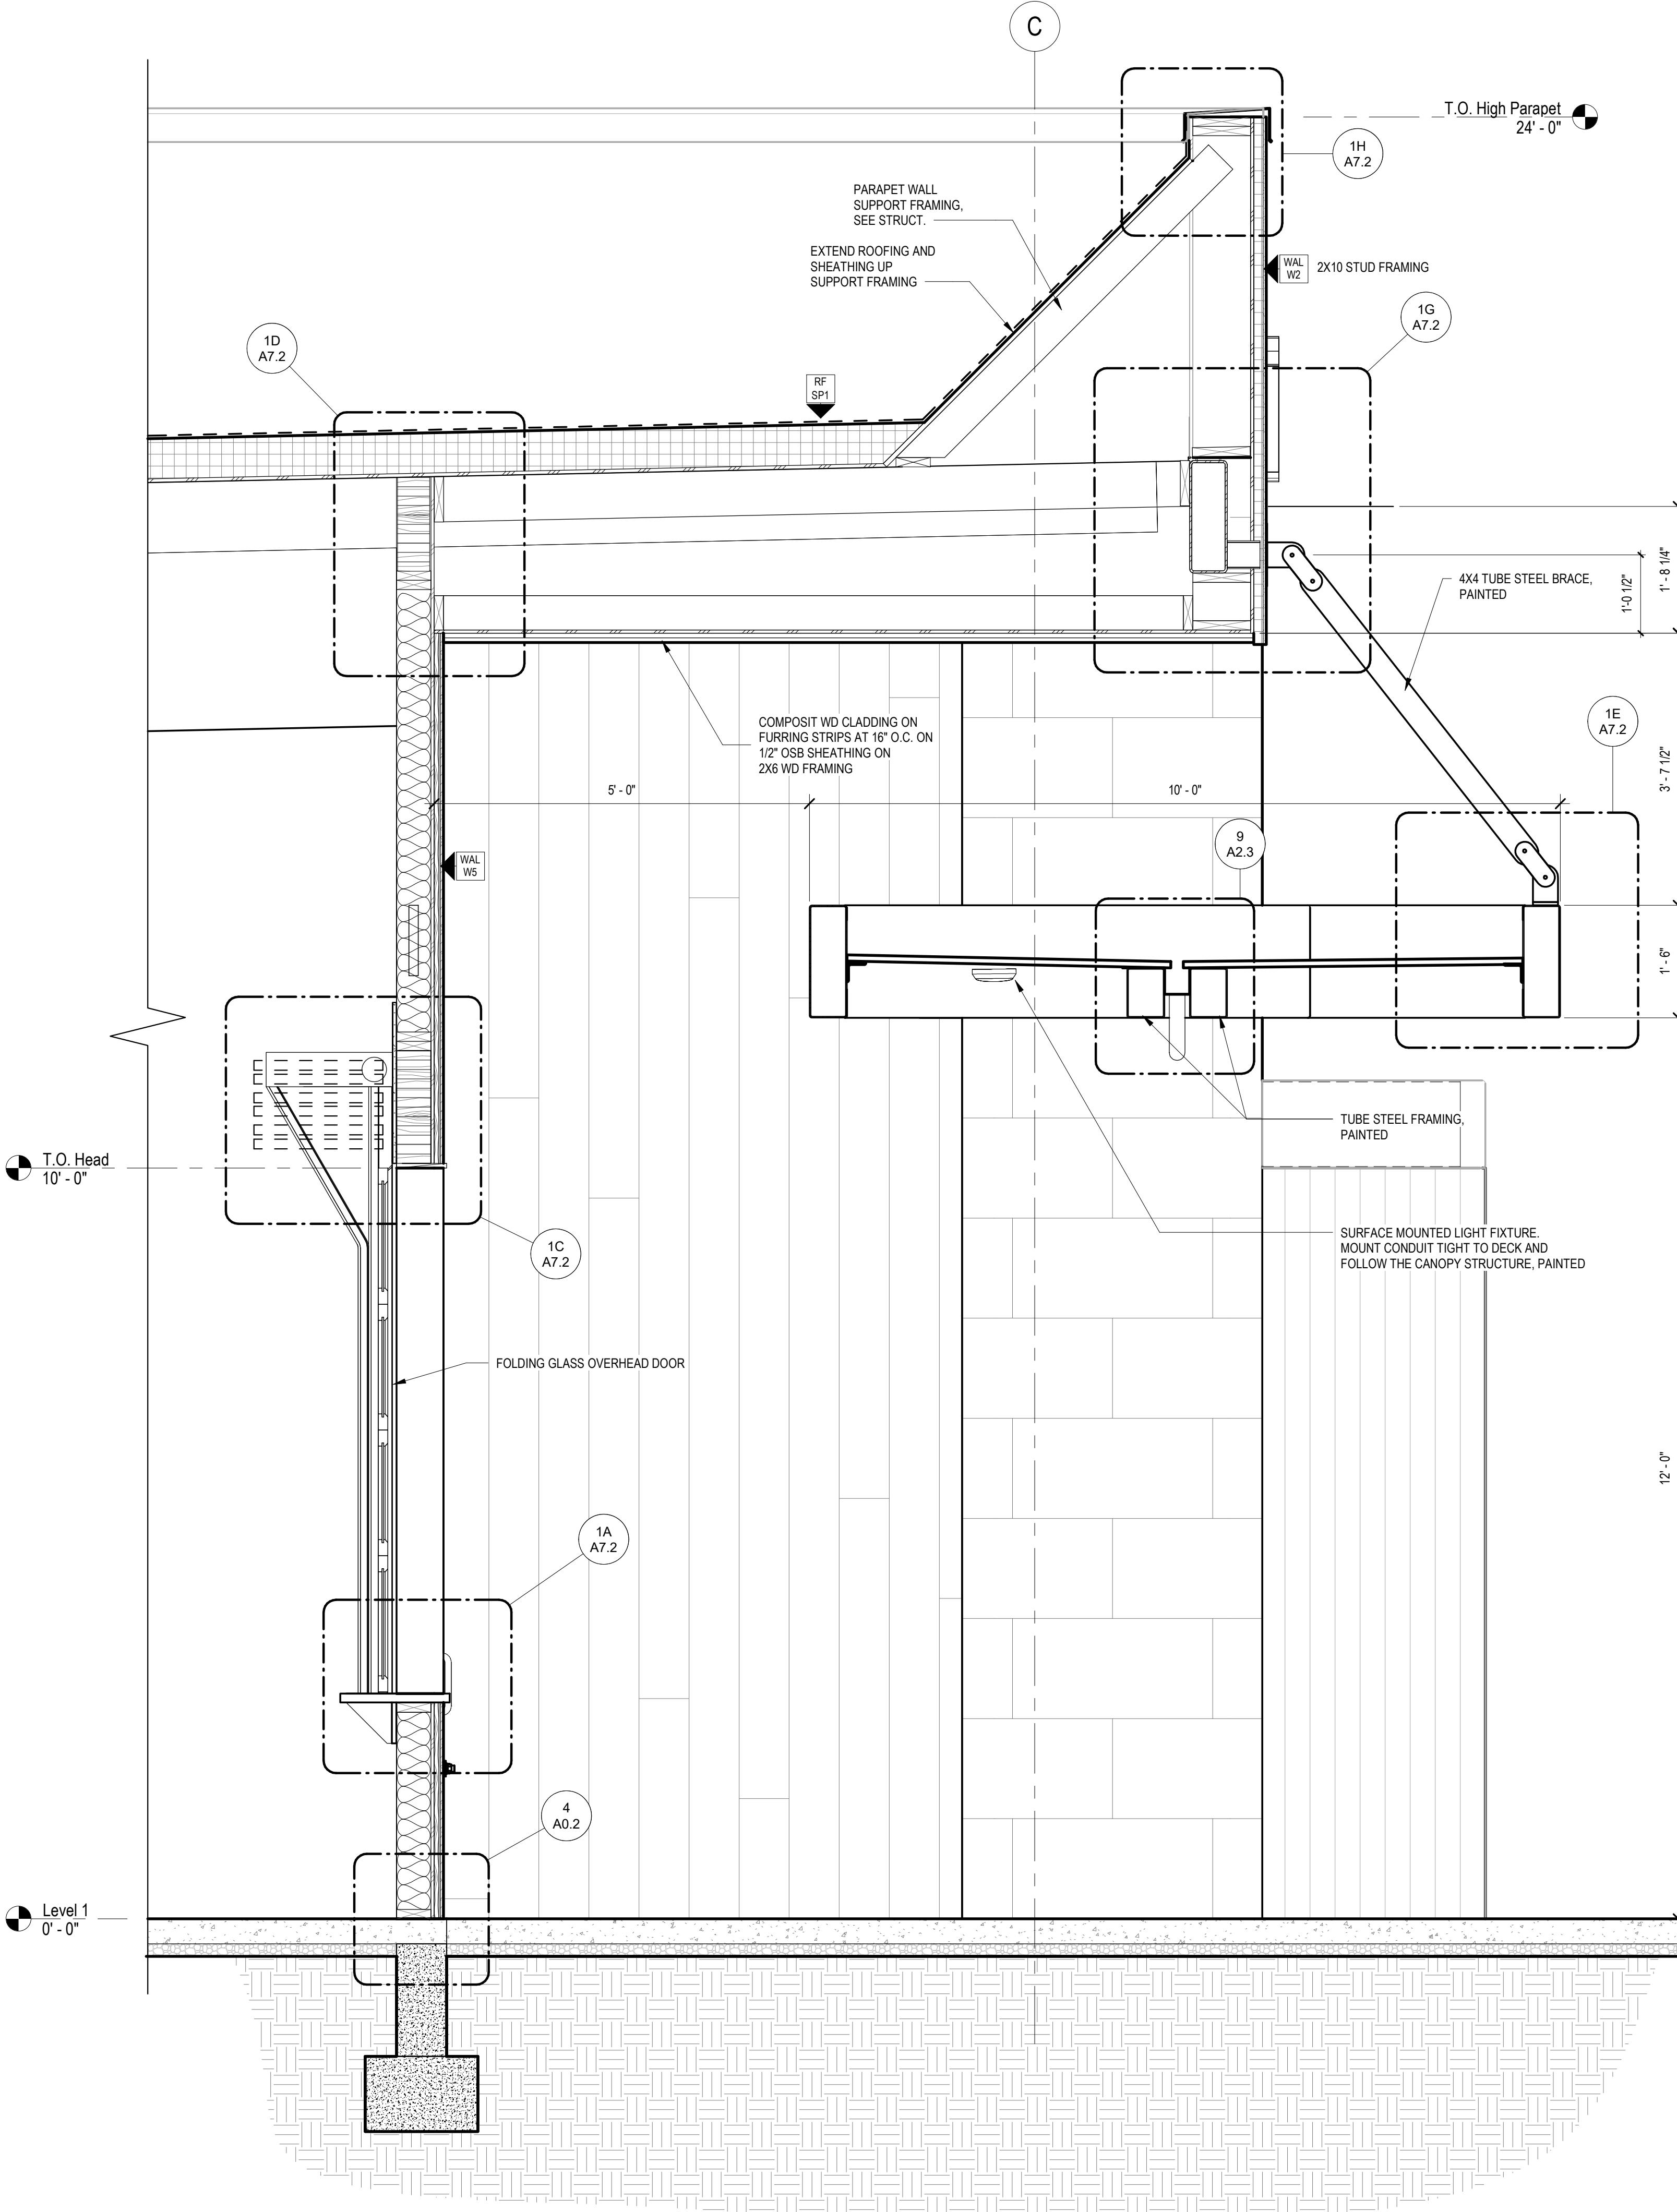 C
T.O. High Parapet
24' - 0"
1H
A7.2
PARAPET WALL
SUPPORT FRAMING,
SEE STRUCT.
EXTEND ROOFING AND
SHEATHING UP
SUPPORT FRAMING
WAL
W2
2X10 STUD FRAMING
1G
A7.2
1D
A7.2
RF
SP1
1' - 8 1/4"
1'-0 1/2"
4X4 TUBE STEEL BRACE,
PAINTED
COMPOSIT WD CLADDING ON
FURRING STRIPS AT 16" O.C. ON
1/2" OSB SHEATHING ON
2X6 WD FRAMING
1E
A7.2
3' - 7 1/2"
5' - 0"
10' - 0"
9
A2.3
WAL
W5
1' - 6"
TUBE STEEL FRAMING,
PAINTED
T.O. Head
10' - 0"
1C
A7.2
SURFACE MOUNTED LIGHT FIXTURE.
MOUNT CONDUIT TIGHT TO DECK AND
FOLLOW THE CANOPY STRUCTURE, PAINTED
FOLDING GLASS OVERHEAD DOOR
12' - 0"
1A
A7.2
4
A0.2
Level 1
0' - 0"